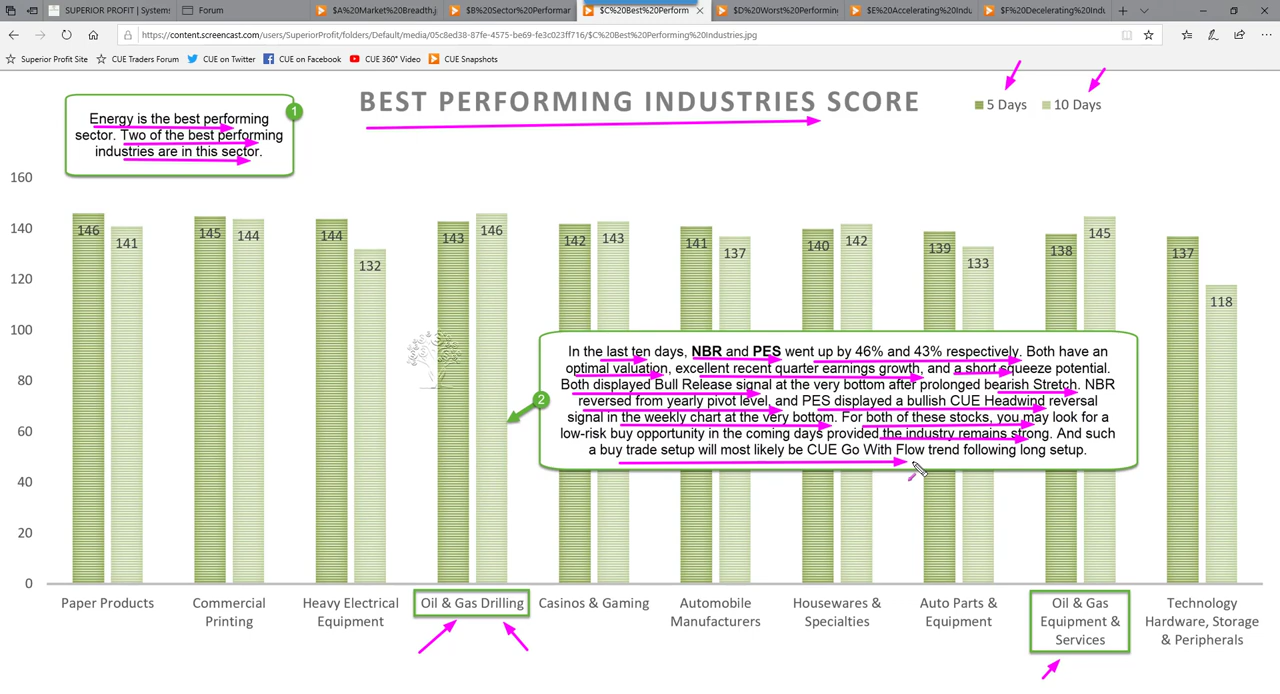 SUPERIOR PROFIT | Systems
Forum
$A%20Market%20Breadth.j
$B%20Sector%20Performan
$C%20Best%20Perform
$D%20Worst%20Performing
$E%20Accelerating%20Indu
$F%20Decelerating%20Indu
https://content.screencast.com/users/SuperiorProfit/folders/Default/media/05c8ed38-87fe-4575-be69-fe3c023ff716/$C%20Best%20Performing%20Industries.jpg
Superior Profit Site
CUE Traders Forum
CUE on Twitter
CUE on Facebook
CUE 360° Video
CUE Snapshots
BEST PERFORMING INDUSTRIES SCORE
5 Days
10 Days
1
Energy is the best performing
sector. Two of the best performing
industries are in this sector.
160
140
120
100
80
60
40
20
0
146
141
145
144
144
132
143
146
142
143
141
137
140
142
139
133
138
145
137
118
2
In the last ten days, NBR and PES went up by 46% and 43% respectively. Both have an
optimal valuation, excellent recent quarter earnings growth, and a short squeeze potential.
Both displayed Bull Release signal at the very bottom after prolonged bearish Stretch. NBR
reversed from yearly pivot level, and PES displayed a bullish CUE Headwind reversal
signal in the weekly chart at the very bottom. For both of these stocks, you may look for a
low-risk buy opportunity in the coming days provided the industry remains strong. And such
a buy trade setup will most likely be CUE Go With Flow trend following long setup.
Paper Products
Commercial
Printing
Heavy Electrical
Equipment
Oil & Gas Drilling
Casinos & Gaming
Automobile
Manufacturers
Housewares &
Specialties
Auto Parts &
Equipment
Oil & Gas
Equipment &
Services
Technology
Hardware, Storage
& Peripherals